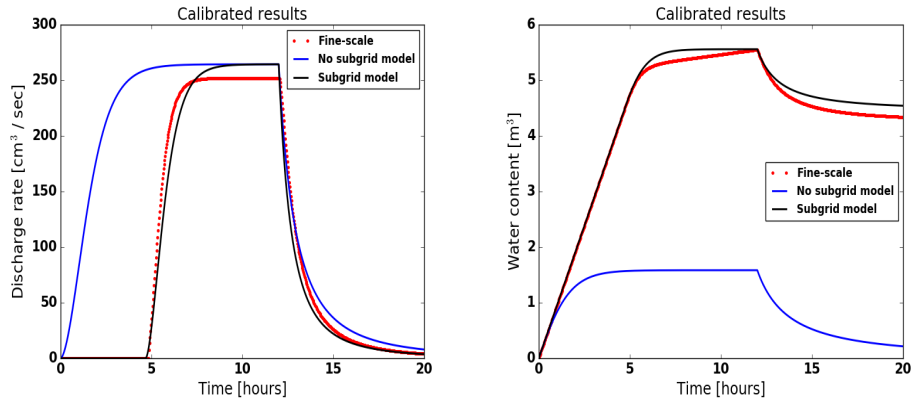 Calibrated results
Discharge rate [cm³ / sec]
300
250
200
150
100
50
0
Fine-scale
No subgrid model
Subgrid model
0 5 10 15 20
Time [hours]
Calibrated results
Water content [m³]
6
5
4
3
2
1
0
Fine-scale
No subgrid model
Subgrid model
0 5 10 15 20
Time [hours]